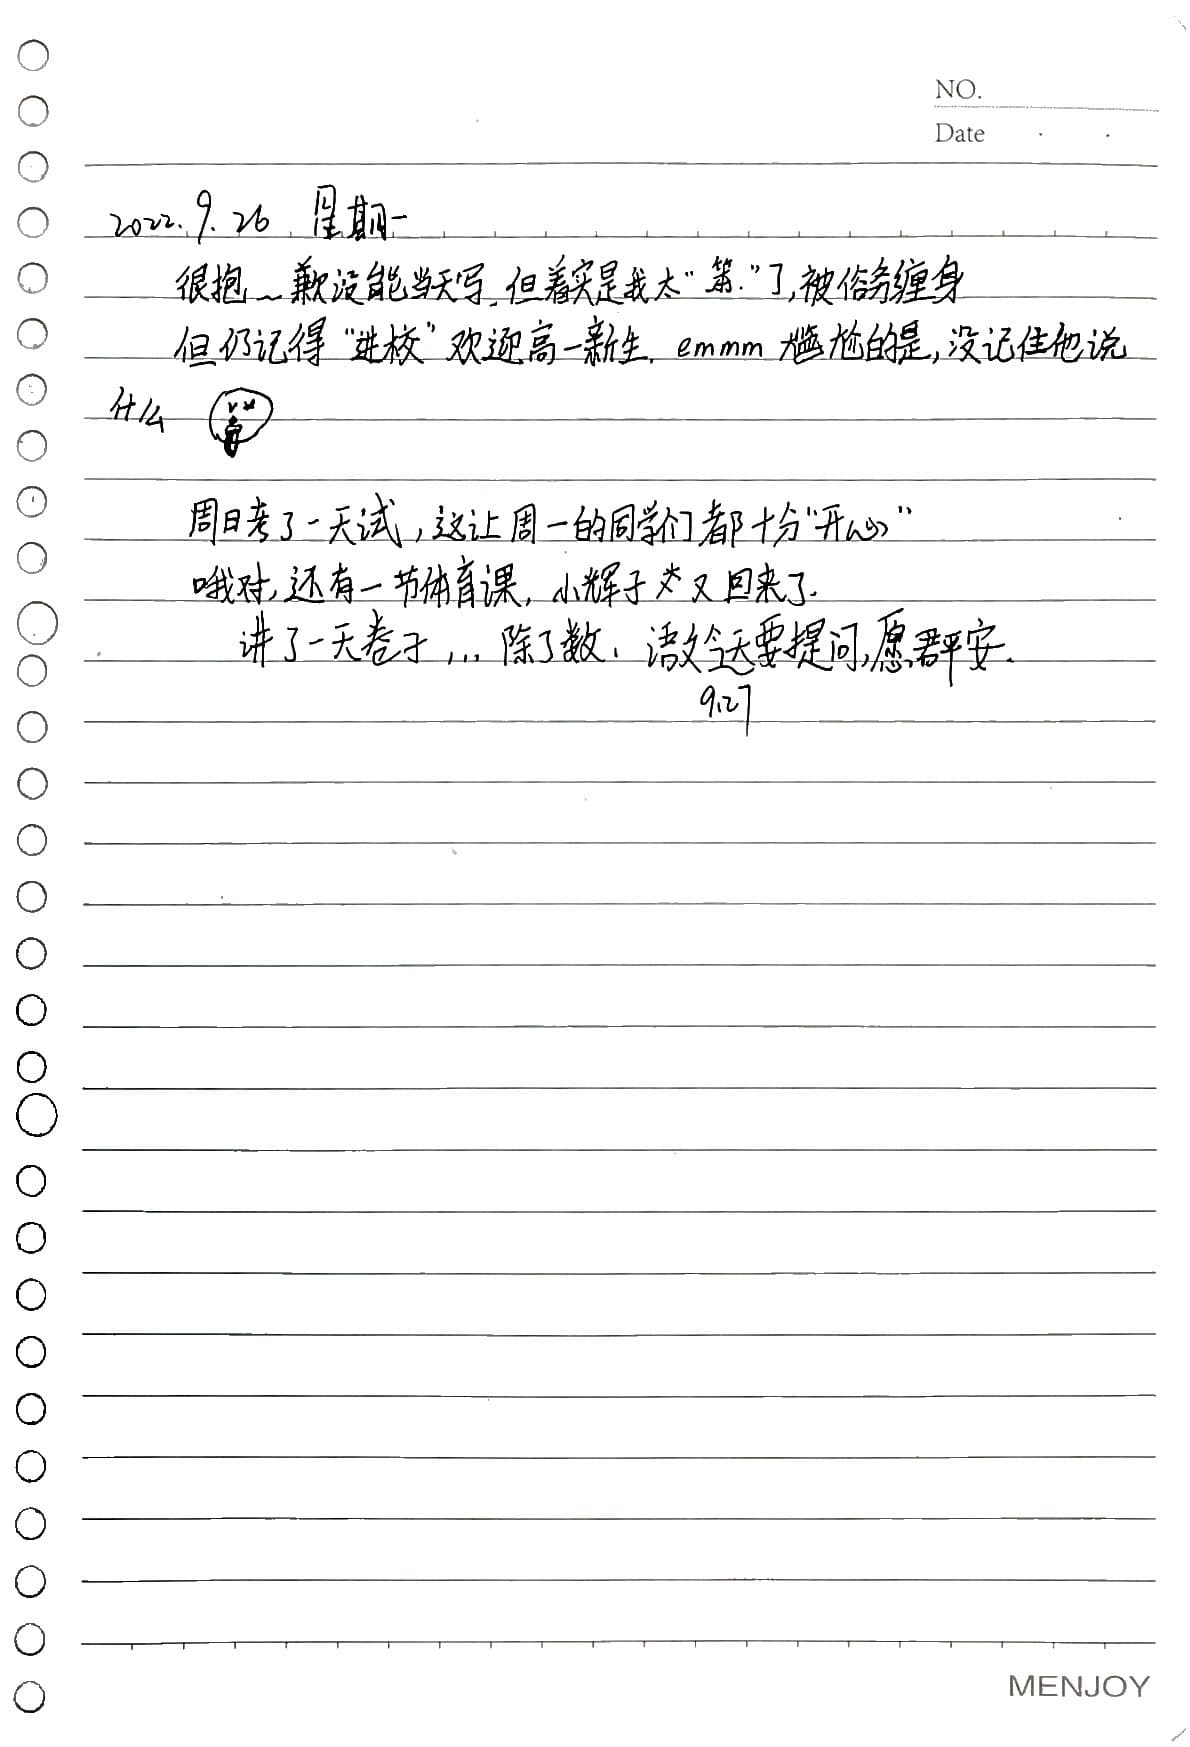 NO.
Date
2022.9.26 星期一
很抱~歉没能当天写.但着实是我太“第.”了,被俗务缠身
但仍记得“进校”欢迎高一新生. emmm 尴尬的是,没记住他说
什么
周日考了一天试,这让周一的同学们都十分“开心”
哦对,还有一节体育课,小辉子又回来了.
讲了一天卷子,... 除了数. 语文今天要提问,愿君平安.
9.27
MENJOY